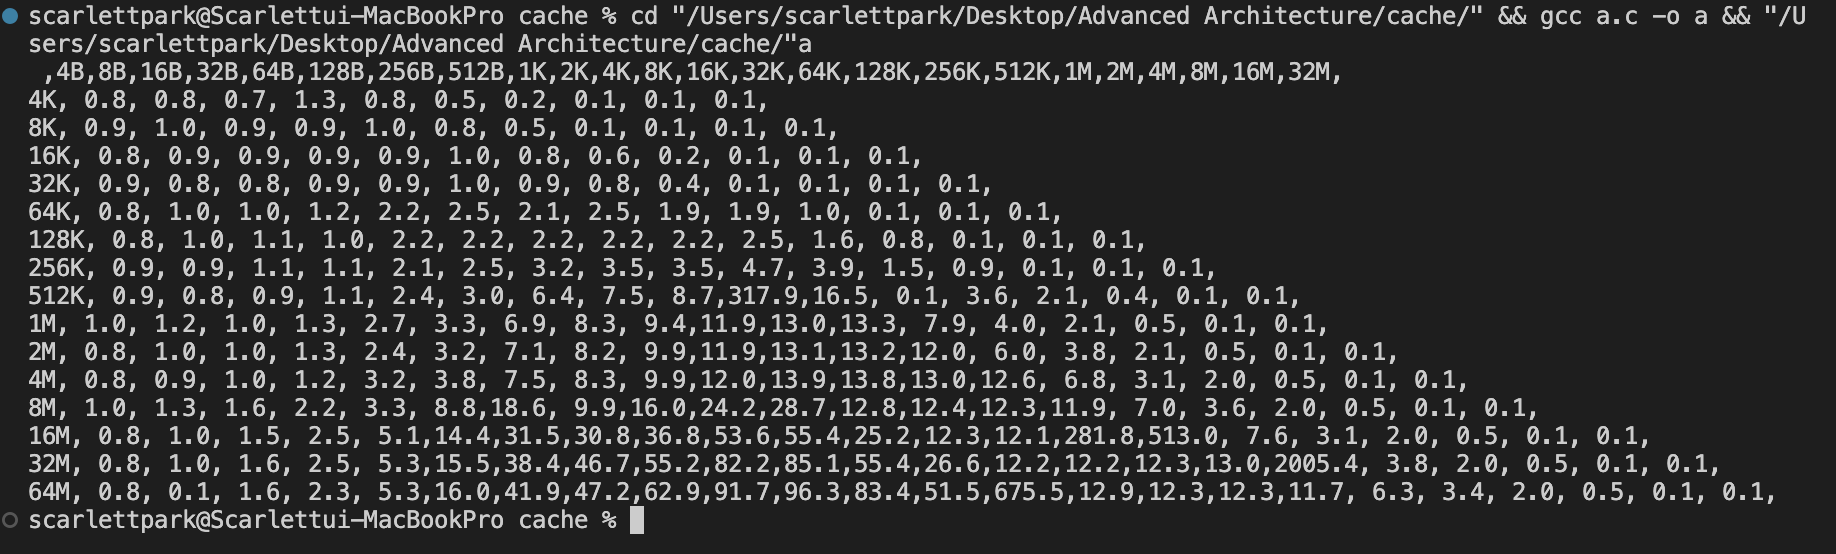 scarlettpark@Scarlettui-MacBookPro cache % cd "/Users/scarlettpark/Desktop/Advanced Architecture/cache/" && gcc a.c -o a && "/U
sers/scarlettpark/Desktop/Advanced Architecture/cache/"a
 ,4B,8B,16B,32B,64B,128B,256B,512B,1K,2K,4K,8K,16K,32K,64K,128K,256K,512K,1M,2M,4M,8M,16M,32M,
4K, 0.8, 0.8, 0.7, 1.3, 0.8, 0.5, 0.2, 0.1, 0.1, 0.1,
8K, 0.9, 1.0, 0.9, 0.9, 1.0, 0.8, 0.5, 0.1, 0.1, 0.1, 0.1,
16K, 0.8, 0.9, 0.9, 0.9, 0.9, 1.0, 0.8, 0.6, 0.2, 0.1, 0.1, 0.1,
32K, 0.9, 0.8, 0.8, 0.9, 0.9, 1.0, 0.9, 0.8, 0.4, 0.1, 0.1, 0.1, 0.1,
64K, 0.8, 1.0, 1.0, 1.2, 2.2, 2.5, 2.1, 2.5, 1.9, 1.9, 1.0, 0.1, 0.1, 0.1,
128K, 0.8, 1.0, 1.1, 1.0, 2.2, 2.2, 2.2, 2.2, 2.2, 2.5, 1.6, 0.8, 0.1, 0.1, 0.1,
256K, 0.9, 0.9, 1.1, 1.1, 2.1, 2.5, 3.2, 3.5, 3.5, 4.7, 3.9, 1.5, 0.9, 0.1, 0.1, 0.1,
512K, 0.9, 0.8, 0.9, 1.1, 2.4, 3.0, 6.4, 7.5, 8.7,317.9,16.5, 0.1, 3.6, 2.1, 0.4, 0.1, 0.1,
1M, 1.0, 1.2, 1.0, 1.3, 2.7, 3.3, 6.9, 8.3, 9.4,11.9,13.0,13.3, 7.9, 4.0, 2.1, 0.5, 0.1, 0.1,
2M, 0.8, 1.0, 1.0, 1.3, 2.4, 3.2, 7.1, 8.2, 9.9,11.9,13.1,13.2,12.0, 6.0, 3.8, 2.1, 0.5, 0.1, 0.1,
4M, 0.8, 0.9, 1.0, 1.2, 3.2, 3.8, 7.5, 8.3, 9.9,12.0,13.9,13.8,13.0,12.6, 6.8, 3.1, 2.0, 0.5, 0.1, 0.1,
8M, 1.0, 1.3, 1.6, 2.2, 3.3, 8.8,18.6, 9.9,16.0,24.2,28.7,12.8,12.4,12.3,11.9, 7.0, 3.6, 2.0, 0.5, 0.1, 0.1,
16M, 0.8, 1.0, 1.5, 2.5, 5.1,14.4,31.5,30.8,36.8,53.6,55.4,25.2,12.3,12.1,281.8,513.0, 7.6, 3.1, 2.0, 0.5, 0.1, 0.1,
32M, 0.8, 1.0, 1.6, 2.5, 5.3,15.5,38.4,46.7,55.2,82.2,85.1,55.4,26.6,12.2,12.2,12.3,13.0,2005.4, 3.8, 2.0, 0.5, 0.1, 0.1,
64M, 0.8, 0.1, 1.6, 2.3, 5.3,16.0,41.9,47.2,62.9,91.7,96.3,83.4,51.5,675.5,12.9,12.3,12.3,11.7, 6.3, 3.4, 2.0, 0.5, 0.1, 0.1,
scarlettpark@Scarlettui-MacBookPro cache %